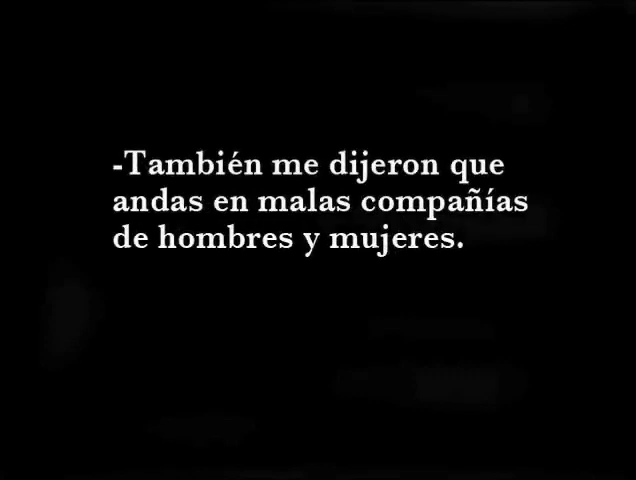 -También me dijeron que
andas en malas compañías
de hombres y mujeres.